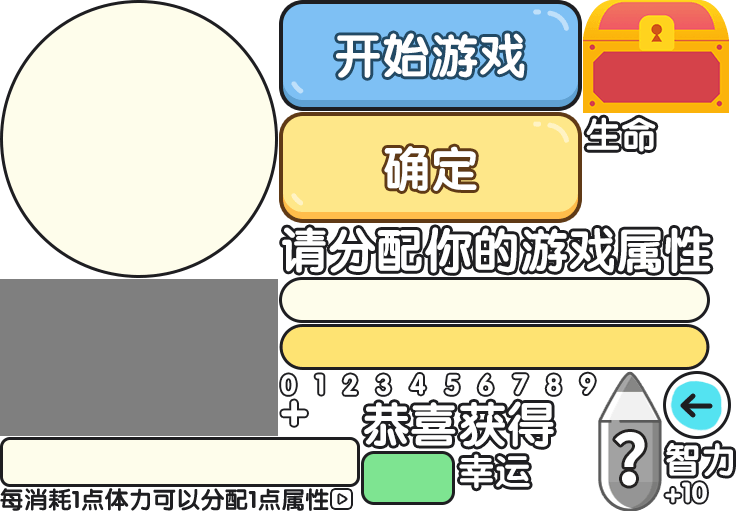 开始游戏
生命
确定
请分配你的游戏属性
0 1 2 3 4 5 6 7 8 9
+
恭喜获得
?
幸运
智力
+10
每消耗1点体力可以分配1点属性